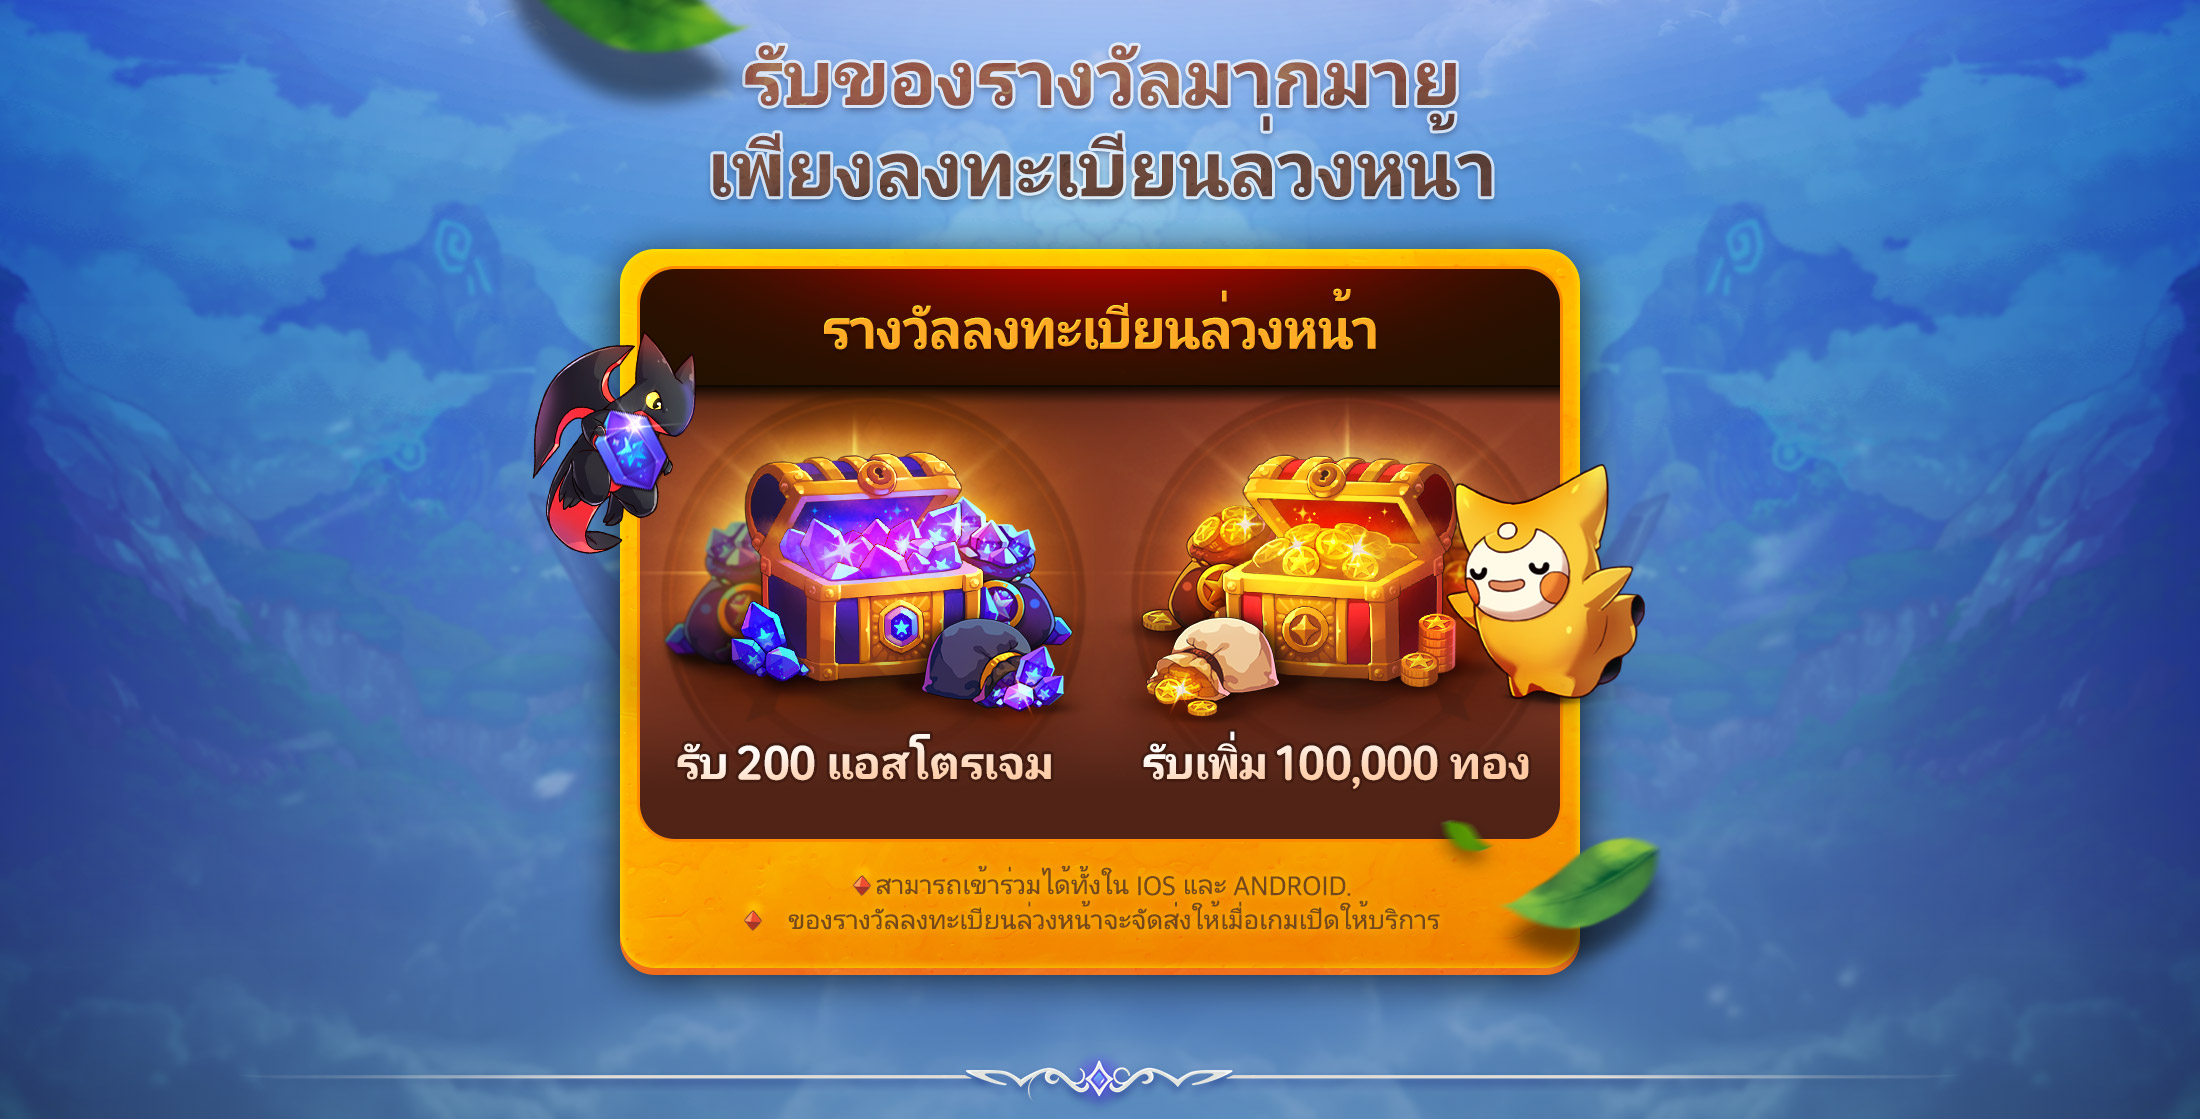 รับของรางวัลมากมาย
เพียงลงทะเบียนล่วงหน้า
รางวัลลงทะเบียนล่วงหน้า
รับ 200 แอสโตรเจม
รับเพิ่ม 100,000 ทอง
สามารถเข้าร่วมได้ทั้งใน IOS และ ANDROID.
ของรางวัลลงทะเบียนล่วงหน้าจะจัดส่งให้เมื่อเกมเปิดให้บริการ